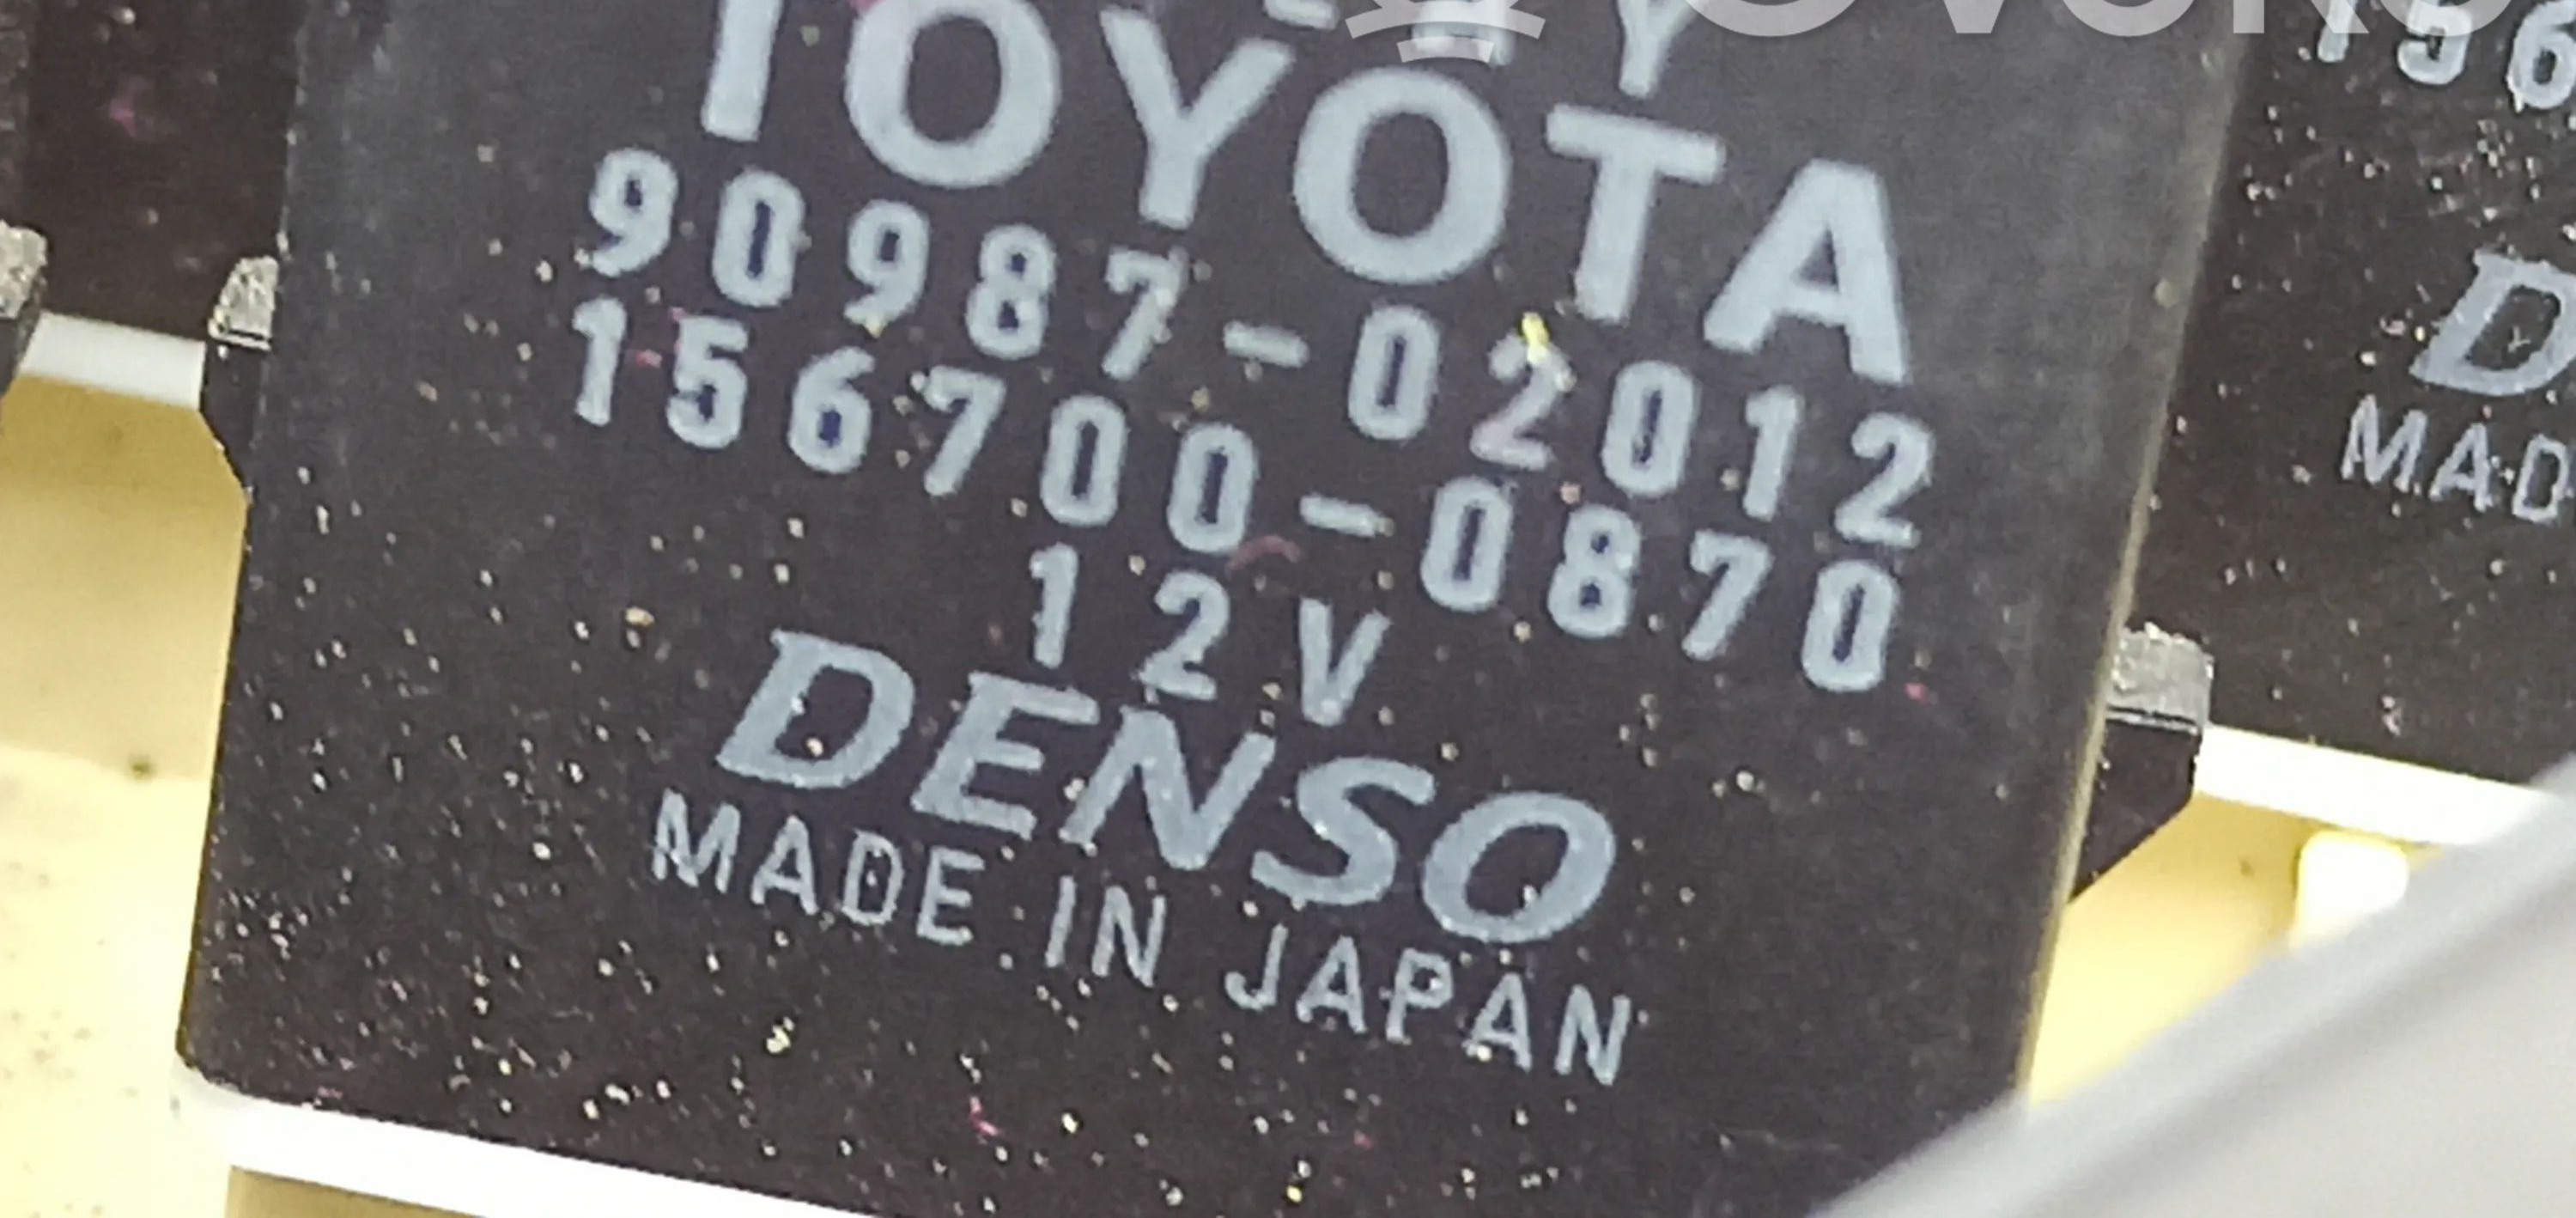 TOYOTA
90987-02012
156700-0870
12V
DENSO
MADE IN JAPAN